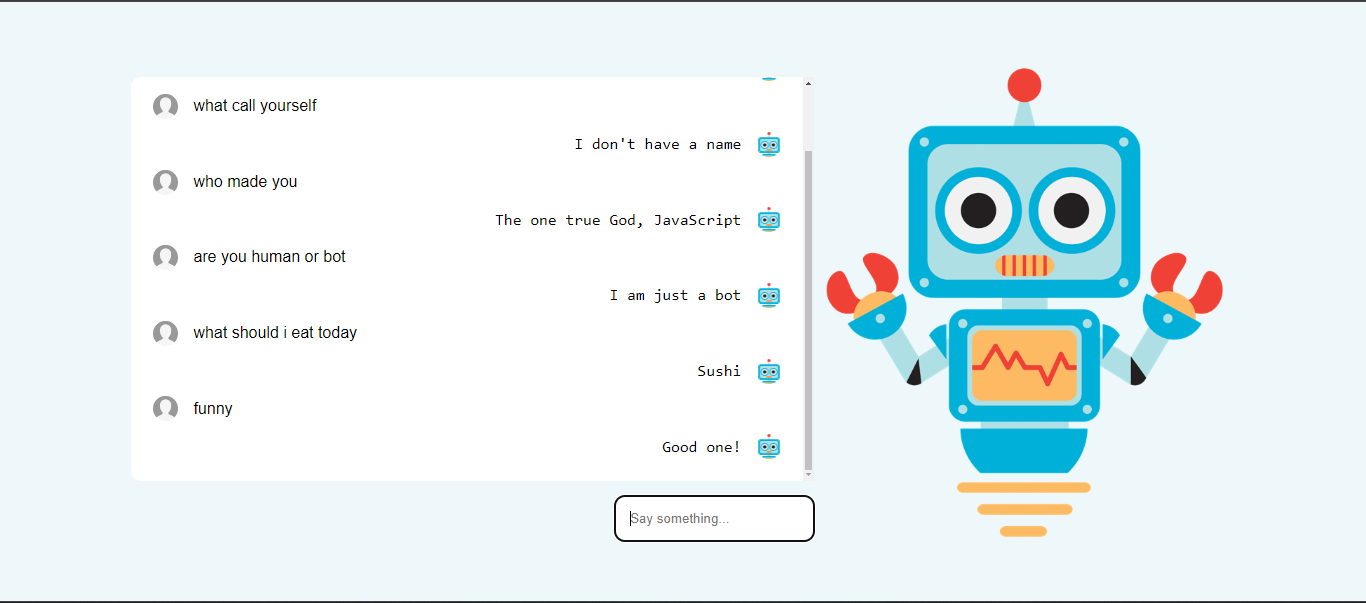 what call yourself
I don't have a name
who made you
The one true God, JavaScript
are you human or bot
I am just a bot
what should i eat today
Sushi
funny
Good one!
Say something...